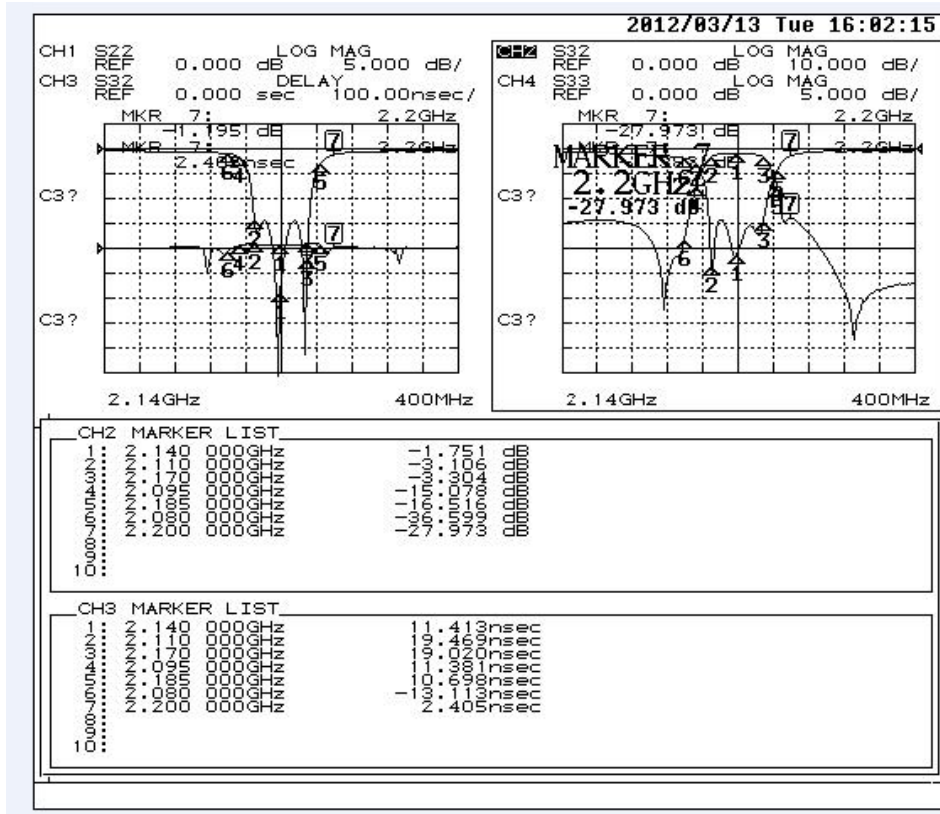 2012/03/13 Tue 16:02:15
CH1 S22 LOG MAG
REF 0.000 dB 5.000 dB/
CH3 S32 DELAY
REF 0.000 sec 100.00nsec/
MKR 7: 2.2GHz
-1.195 dB
MKR 7: 2.2GHz
C3?
C3?
2.14GHz 400MHz
CH2 S32 LOG MAG
REF 0.000 dB 10.000 dB/
CH4 S33 LOG MAG
REF 0.000 dB 5.000 dB/
MKR 7: 2.2GHz
-27.973 dB
MARKER 7
2.2GHz
-27.973 dB
C3?
C3?
2.14GHz 400MHz
CH2 MARKER LIST
1: 2.140 000GHz -1.751 dB
2: 2.110 000GHz -3.106 dB
3: 2.170 000GHz -3.304 dB
4: 2.095 000GHz -15.078 dB
5: 2.185 000GHz -16.516 dB
6: 2.080 000GHz -36.599 dB
7: 2.200 000GHz -27.973 dB
8:
9:
10:
CH3 MARKER LIST
1: 2.140 000GHz 11.413nsec
2: 2.110 000GHz 19.469nsec
3: 2.170 000GHz 19.020nsec
4: 2.095 000GHz 11.381nsec
5: 2.185 000GHz 10.698nsec
6: 2.080 000GHz -13.113nsec
7: 2.200 000GHz 2.405nsec
8:
9:
10: